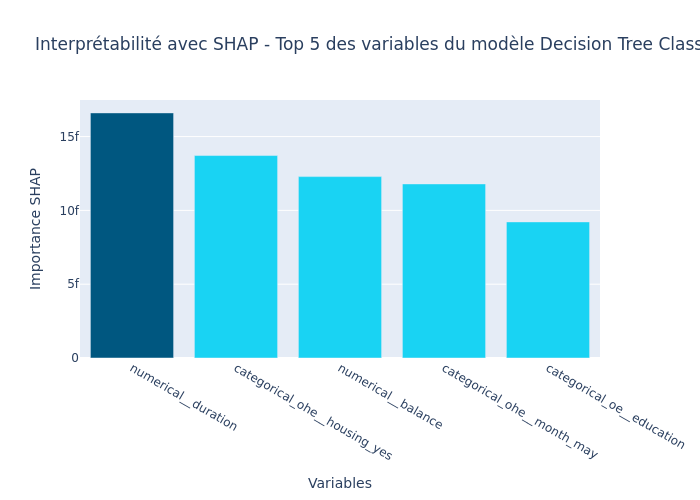 Interprétabilité avec SHAP - Top 5 des variables du modèle Decision Tree Class
15f
10f
5f
0
Importance SHAP
numerical__duration
categorical_ohe__housing_yes
numerical__balance
categorical_ohe__month_may
categorical_oe__education
Variables